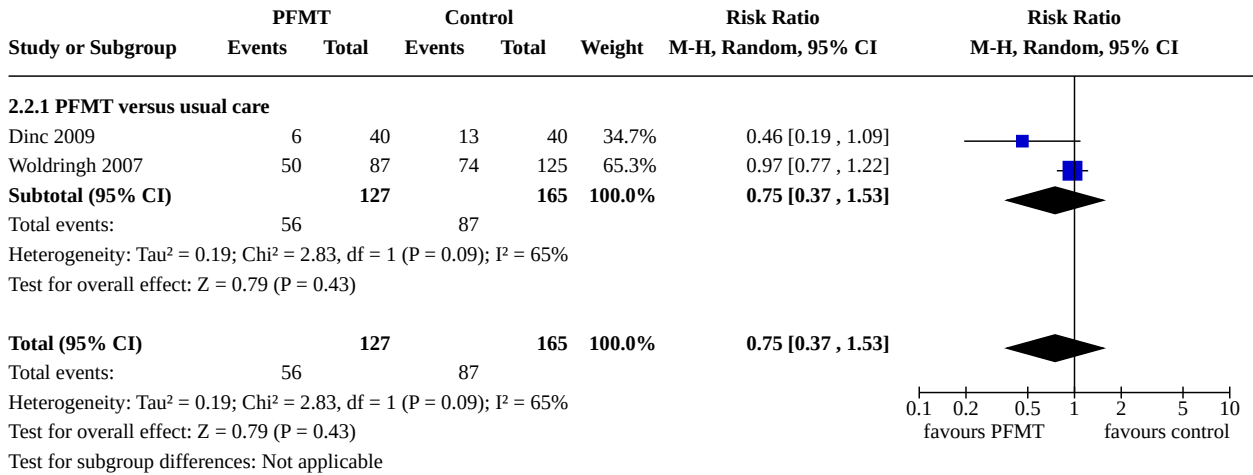 PFMT Control Risk Ratio Risk Ratio
Study or Subgroup Events Total Events Total Weight M-H, Random, 95% CI M-H, Random, 95% CI
2.2.1 PFMT versus usual care
Dinc 2009 6 40 13 40 34.7% 0.46 [0.19 , 1.09]
Woldringh 2007 50 87 74 125 65.3% 0.97 [0.77 , 1.22]
Subtotal (95% CI) 127 165 100.0% 0.75 [0.37 , 1.53]
Total events: 56 87
Heterogeneity: Tau² = 0.19; Chi² = 2.83, df = 1 (P = 0.09); I² = 65%
Test for overall effect: Z = 0.79 (P = 0.43)
Total (95% CI) 127 165 100.0% 0.75 [0.37 , 1.53]
Total events: 56 87
Heterogeneity: Tau² = 0.19; Chi² = 2.83, df = 1 (P = 0.09); I² = 65%
0.1 0.2 0.5 1 2 5 10
Test for overall effect: Z = 0.79 (P = 0.43) favours PFMT favours control
Test for subgroup differences: Not applicable